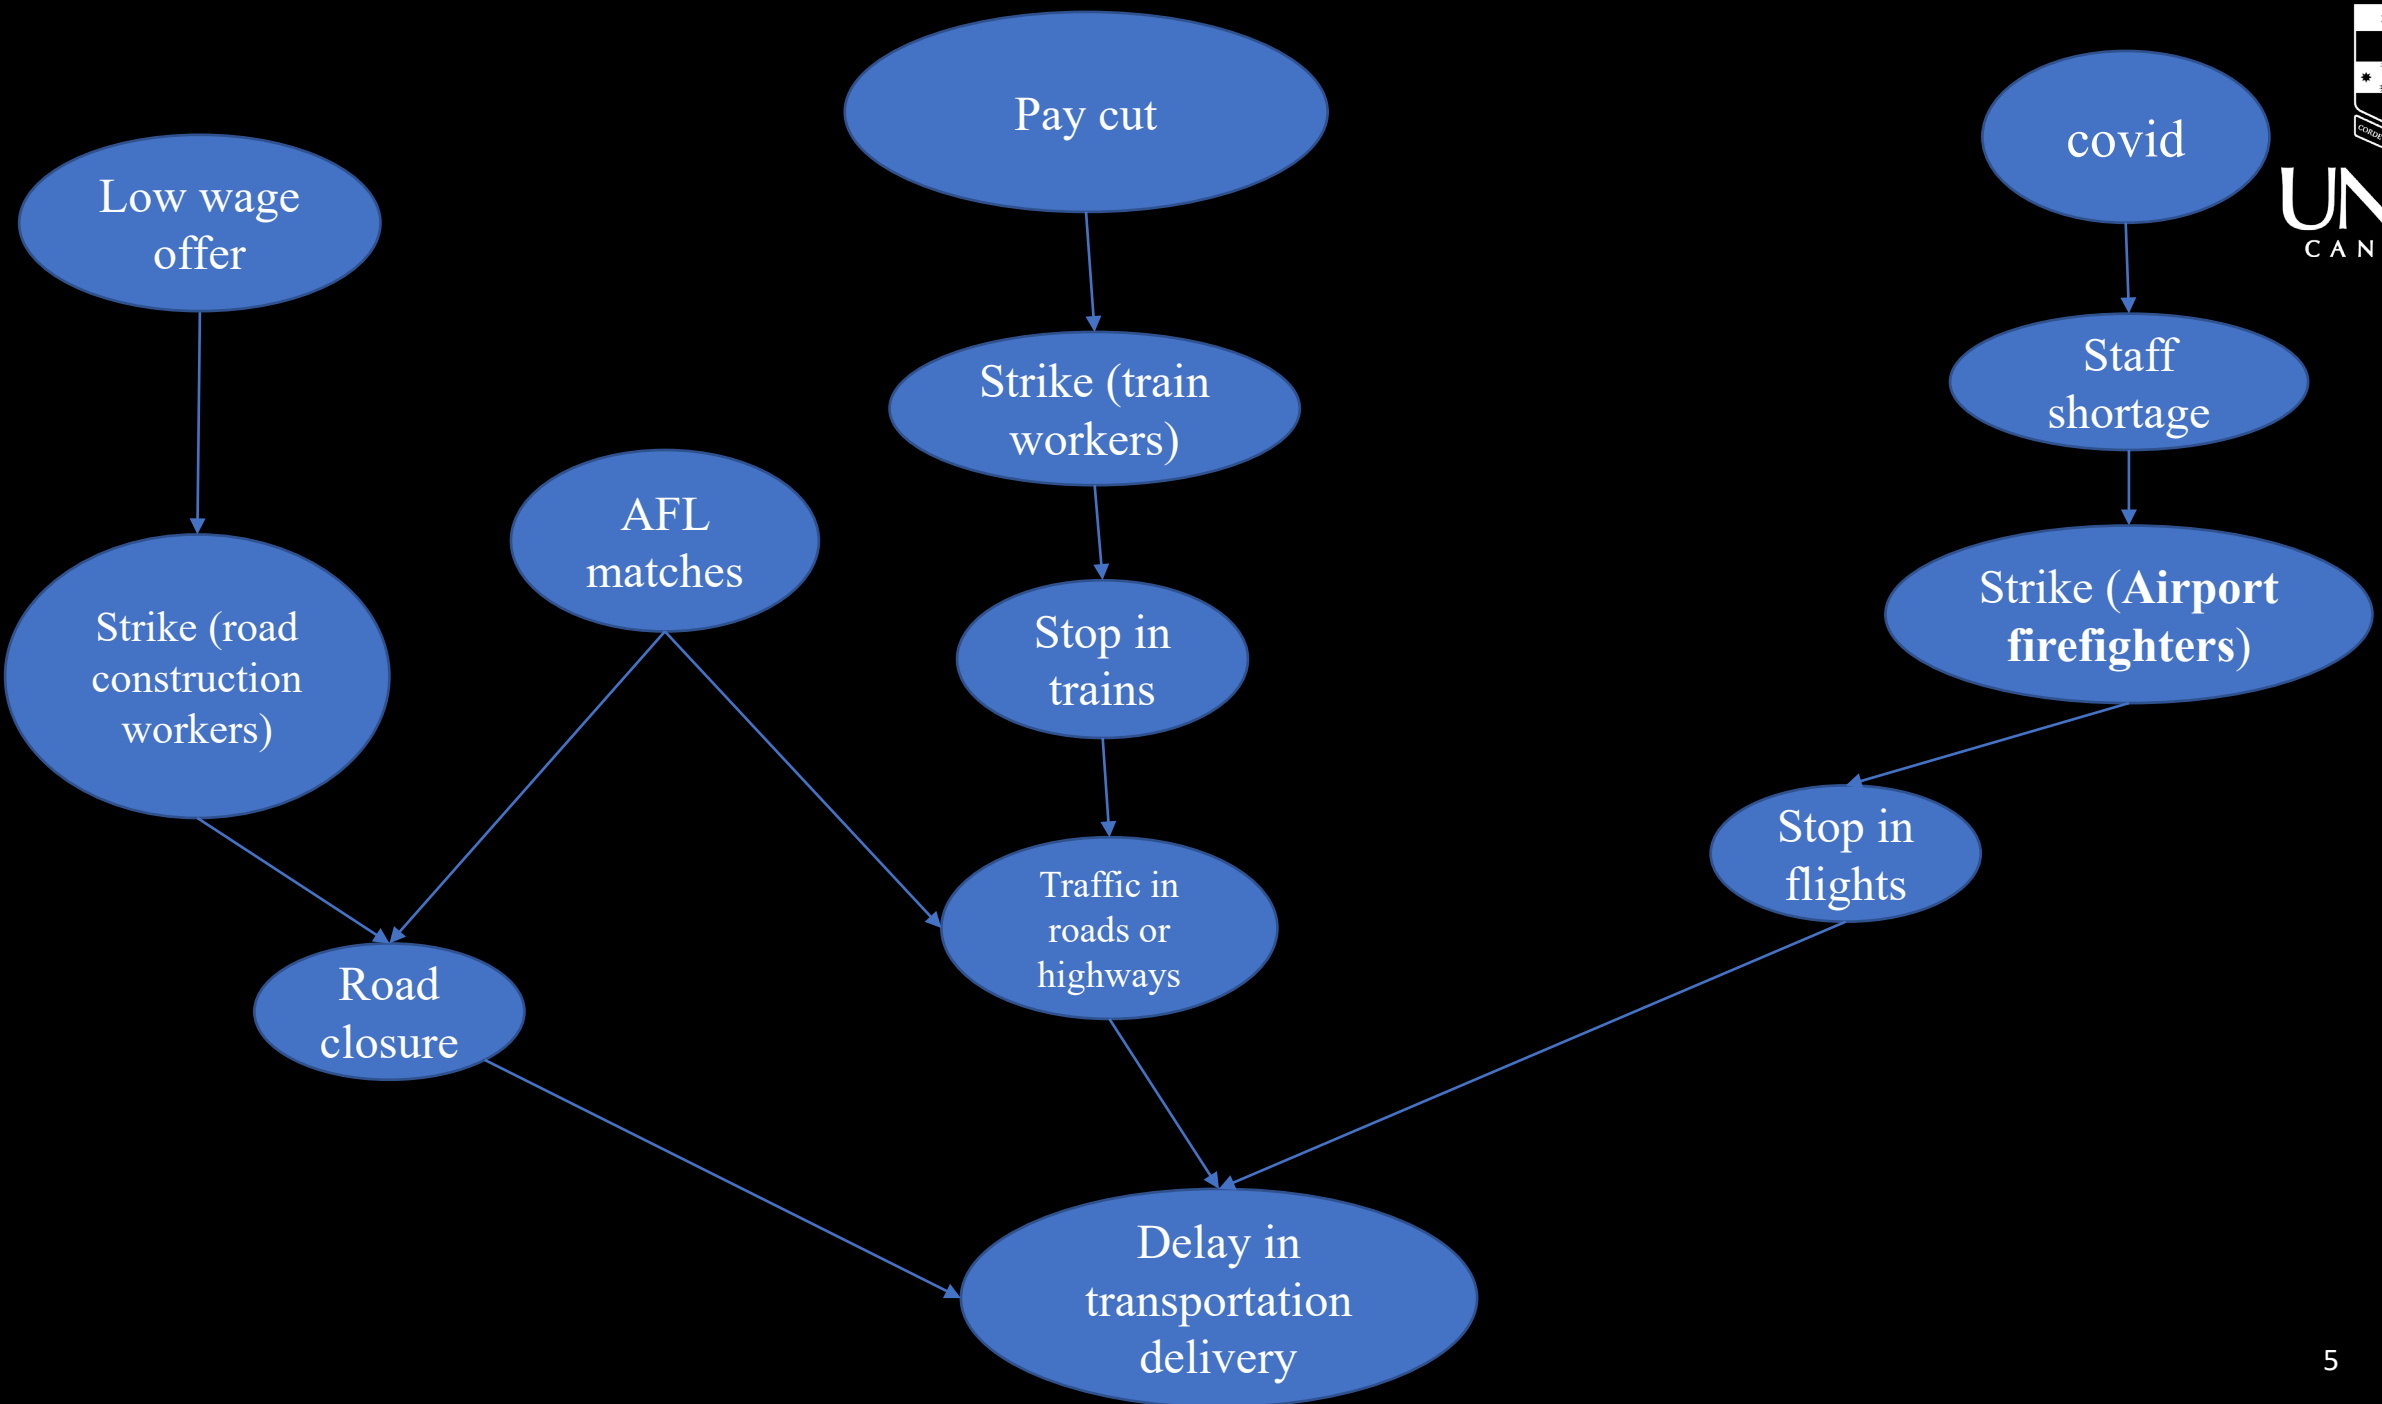 Pay cut
covid
Low wage
offer
UN
CAN
Staff
shortage
Strike (train
workers)
AFL
matches
Strike (Airport
firefighters)
Strike (road
construction
workers)
Stop in
trains
Stop in
flights
Traffic in
roads or
highways
Road
closure
Delay in
transportation
delivery
5